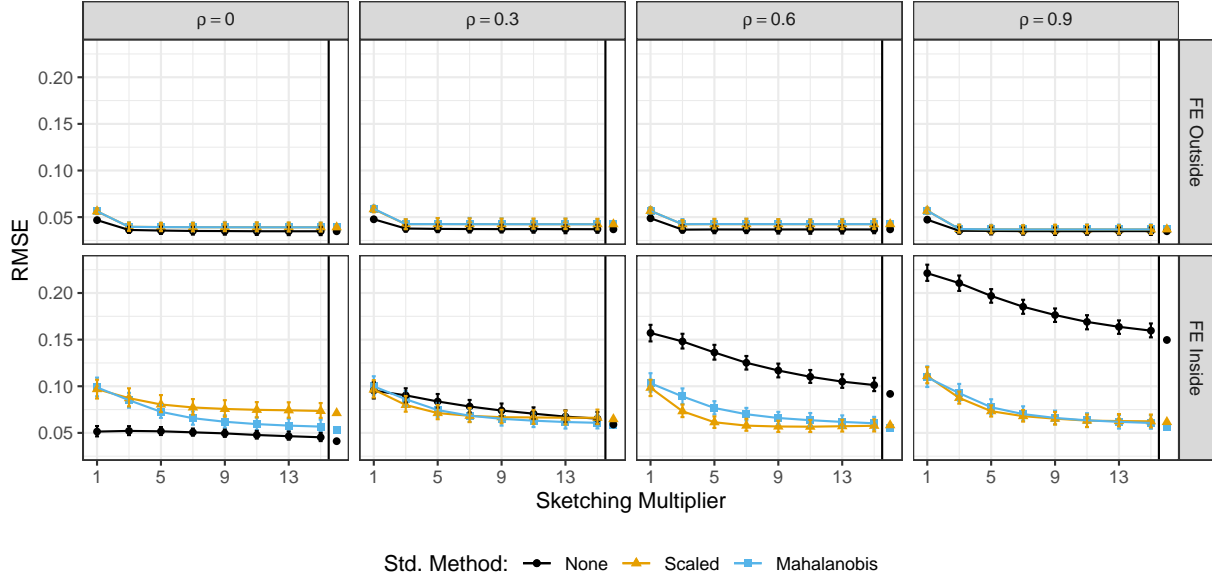 ρ = 0 ρ = 0.3 ρ = 0.6 ρ = 0.9
0.20
0.15
0.10
0.05
FE Outside
RMSE
0.20
0.15
0.10
0.05
FE Inside
1 5 9 13 1 5 9 13 1 5 9 13 1 5 9 13
Sketching Multiplier
Std. Method: None Scaled Mahalanobis